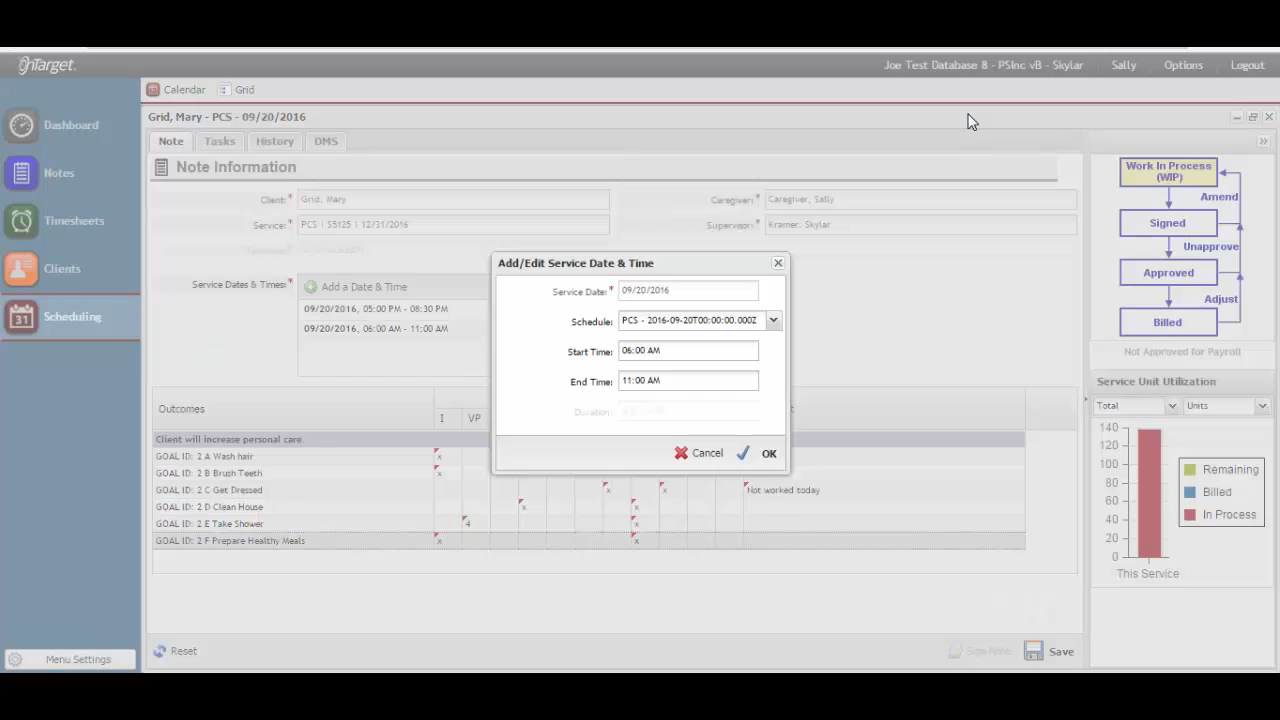 OnTarget.
Joe Test Database 8 - PSInc vB - Skylar Sally Options Logout
Calendar Grid
Grid, Mary - PCS - 09/20/2016
Note Tasks History DMS
Note Information
Client:* Grid, Mary
Caregiver:* Caregiver, Sally
Service:* PCS | S5125 | 12/31/2016
Supervisor:* Kramer, Skylar
Service Dates & Times:* Add a Date & Time
09/20/2016, 05:00 PM - 08:30 PM
09/20/2016, 06:00 AM - 11:00 AM
Dashboard
Notes
Timesheets
Clients
31 Scheduling
Menu Settings
Add/Edit Service Date & Time
Service Date:* 09/20/2016
Schedule: PCS - 2016-09-20T00:00:00.000Z
Start Time: 06:00 AM
End Time: 11:00 AM
Duration:
Cancel OK
Outcomes I VP
Client will increase personal care.
GOAL ID: 2 A Wash hair x
GOAL ID: 2 B Brush Teeth x
GOAL ID: 2 C Get Dressed x x Not worked today
GOAL ID: 2 D Clean House x x
GOAL ID: 2 E Take Shower 4 x
GOAL ID: 2 F Prepare Healthy Meals x x
Reset
Sign Note Save
Work In Process
(WIP)
Amend
Signed
Unapprove
Approved
Adjust
Billed
Not Approved for Payroll
Service Unit Utilization
Total Units
140
120
100
80
60
40
20
0
This Service
Remaining
Billed
In Process